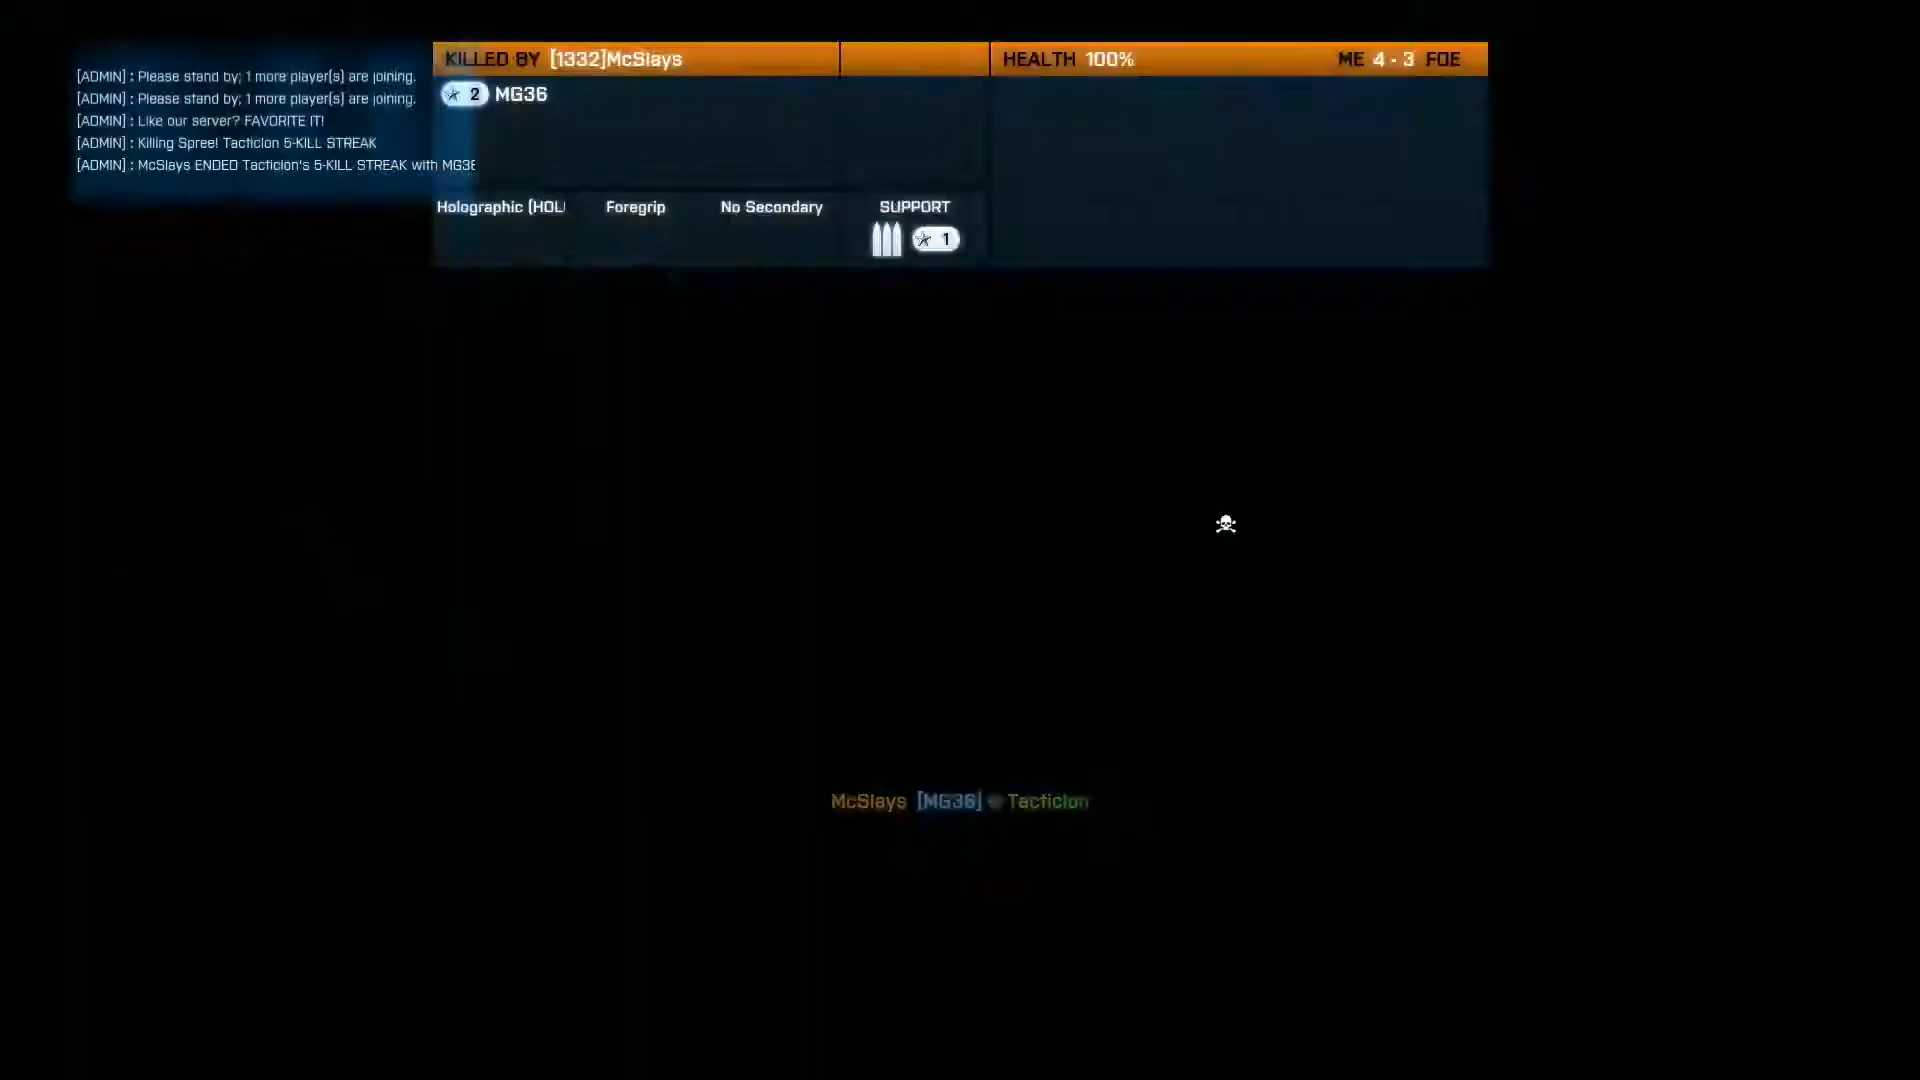 [ADMIN] : Please stand by; 1 more player(s) are joining.
[ADMIN] : Please stand by; 1 more player(s) are joining.
[ADMIN] : Like our server? FAVORITE IT!
[ADMIN] : Killing Spree! Tacticlon 5-KILL STREAK
[ADMIN] : McSlays ENDED Tacticlon's 5-KILL STREAK with MG36
KILLED BY [1332]McSlays
HEALTH 100%
ME 4 - 3 FOE
2 MG36
Holographic (HOL
Foregrip
No Secondary
SUPPORT
1
McSlays [MG36] Tacticlon